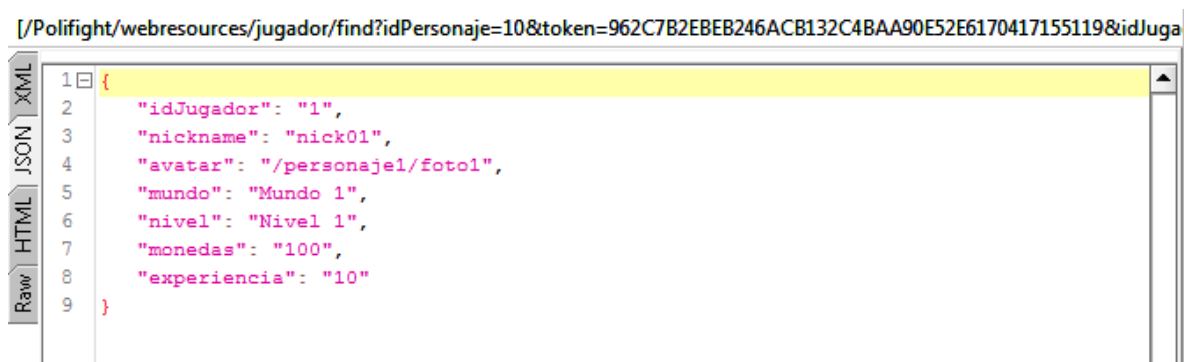 [/Polifight/webresources/jugador/find?idPersonaje=10&token=962C7B2EBEB246ACB132C4BAA90E52E6170417155119&idJuga
XML
JSON
HTML
Raw
1 {
2 "idJugador": "1",
3 "nickname": "nick01",
4 "avatar": "/personaje1/foto1",
5 "mundo": "Mundo 1",
6 "nivel": "Nivel 1",
7 "monedas": "100",
8 "experiencia": "10"
9 }